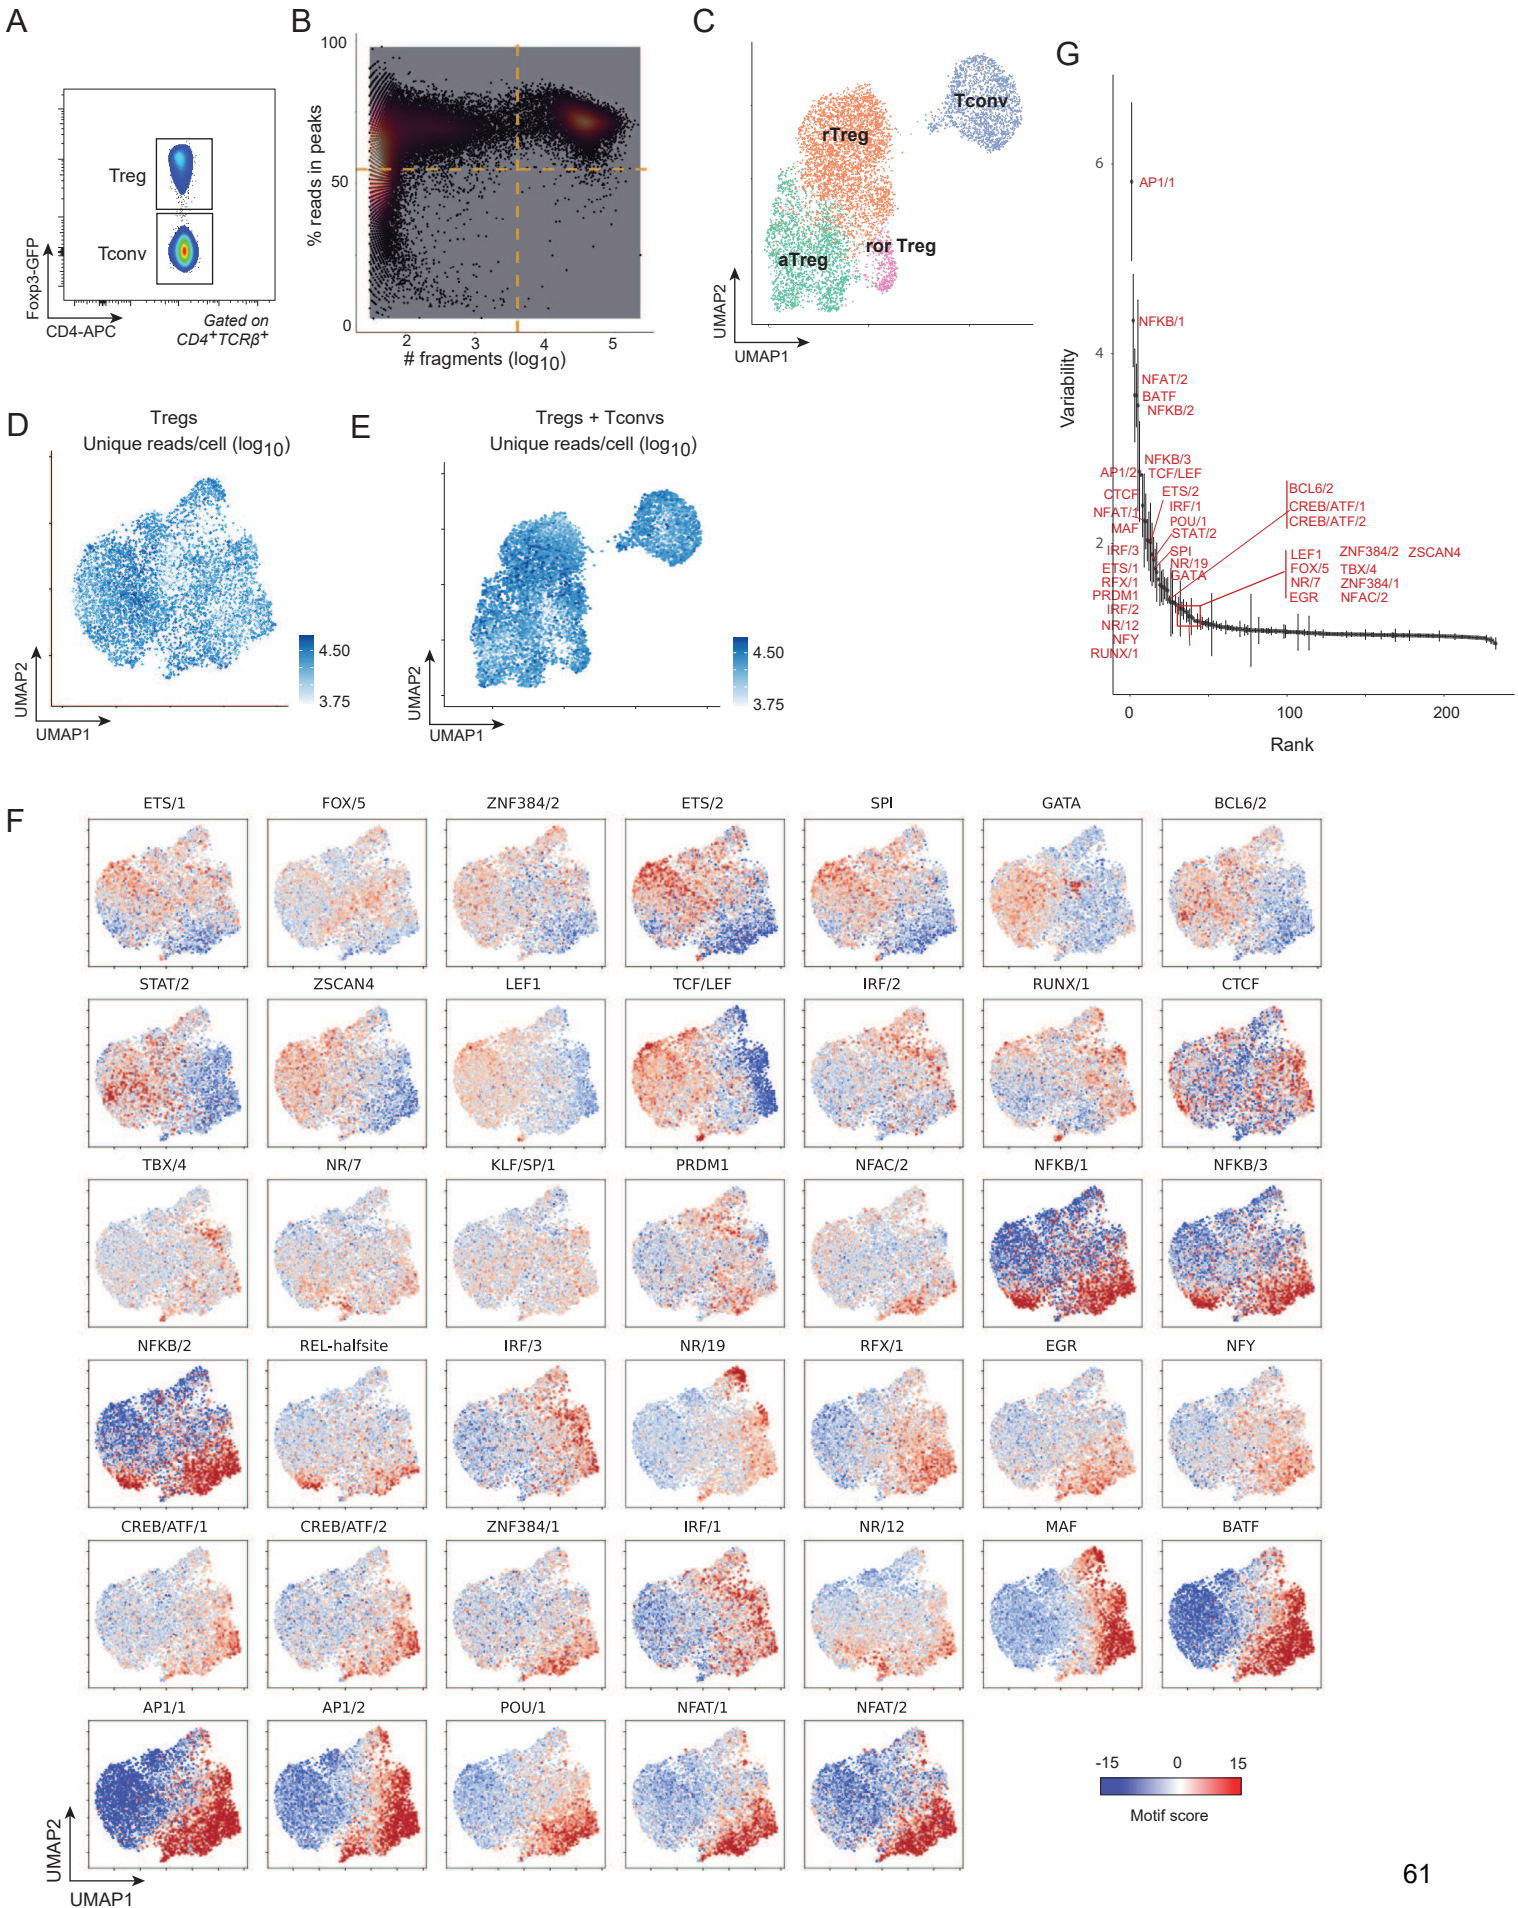 A
Treg
Tconv
Foxp3-GFP
CD4-APC
Gated on
CD4+TCRβ+
B
100
50
0
% reads in peaks
2
3
4
5
# fragments (log10)
C
Tconv
rTreg
ror Treg
aTreg
UMAP2
UMAP1
G
6
4
2
Variability
AP1/1
NFKB/1
NFAT/2
BATF
NFKB/2
NFKB/3
AP1/2
TCF/LEF
CTCF
ETS/2
NFAT/1
IRF/1
MAF
POU/1
STAT/2
IRF/3
SPI
ETS/1
NR/19
RFX/1
GATA
PRDM1
IRF/2
NR/12
NFY
RUNX/1
BCL6/2
CREB/ATF/1
CREB/ATF/2
LEF1 ZNF384/2 ZSCAN4
FOX/5 TBX/4
NR/7 ZNF384/1
EGR NFAC/2
0
100
200
Rank
D
Tregs
Unique reads/cell (log10)
4.50
3.75
UMAP2
UMAP1
E
Tregs + Tconvs
Unique reads/cell (log10)
4.50
3.75
UMAP2
UMAP1
F
ETS/1 FOX/5 ZNF384/2 ETS/2 SPI GATA BCL6/2
STAT/2 ZSCAN4 LEF1 TCF/LEF IRF/2 RUNX/1 CTCF
TBX/4 NR/7 KLF/SP/1 PRDM1 NFAC/2 NFKB/1 NFKB/3
NFKB/2 REL-halfsite IRF/3 NR/19 RFX/1 EGR NFY
CREB/ATF/1 CREB/ATF/2 ZNF384/1 IRF/1 NR/12 MAF BATF
AP1/1 AP1/2 POU/1 NFAT/1 NFAT/2
UMAP2
UMAP1
-15 0 15
Motif score
61